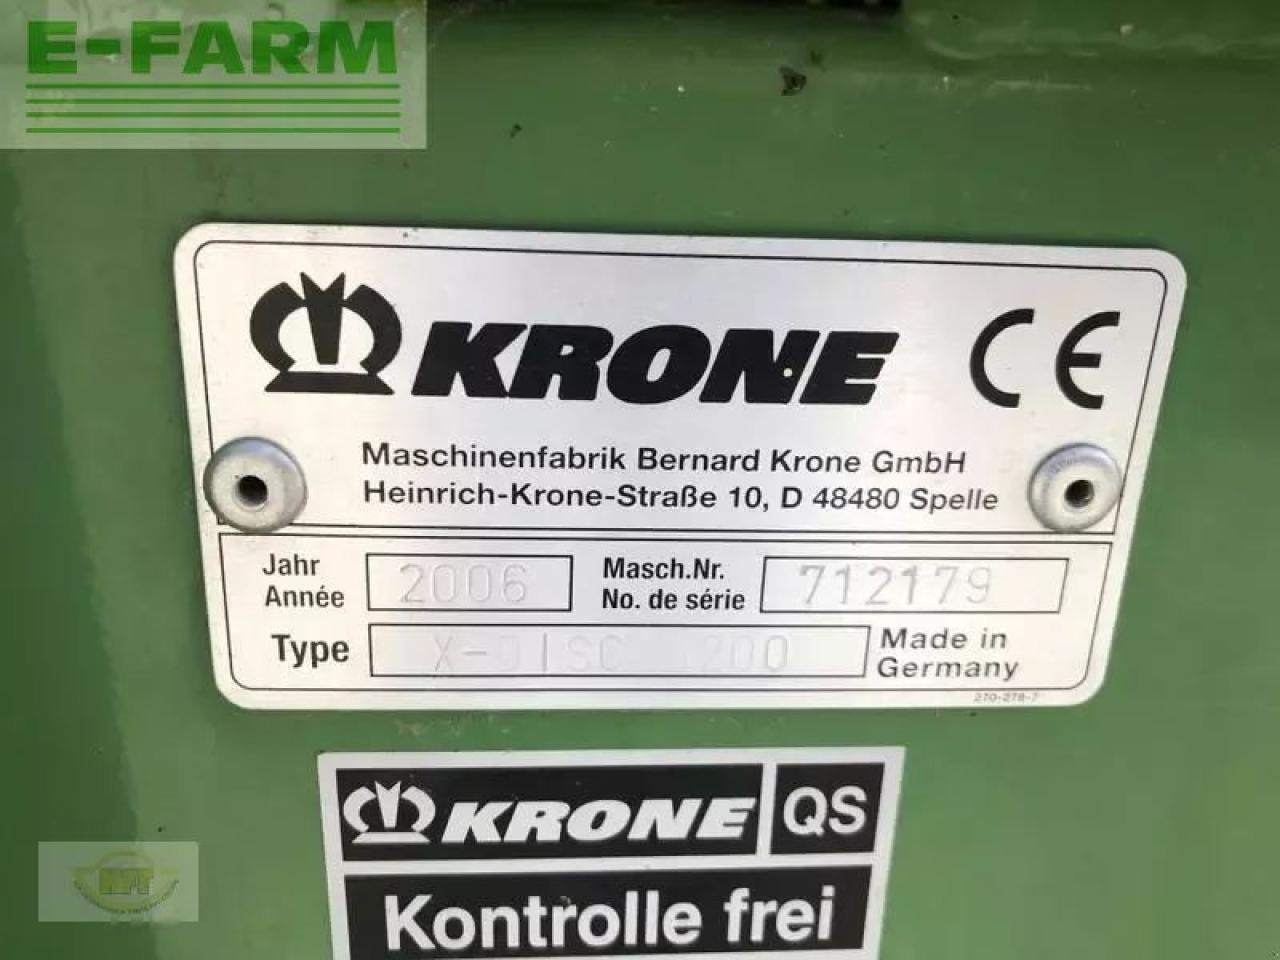 E-FARM
KRONE CE
Maschinenfabrik Bernard Krone GmbH
Heinrich-Krone-Straße 10, D 48480 Spelle
Jahr
Année
2006
Masch.Nr.
No. de série
712179
Type
X-DISC
Made in
Germany
270-278-7
KRONE QS
Kontrolle frei